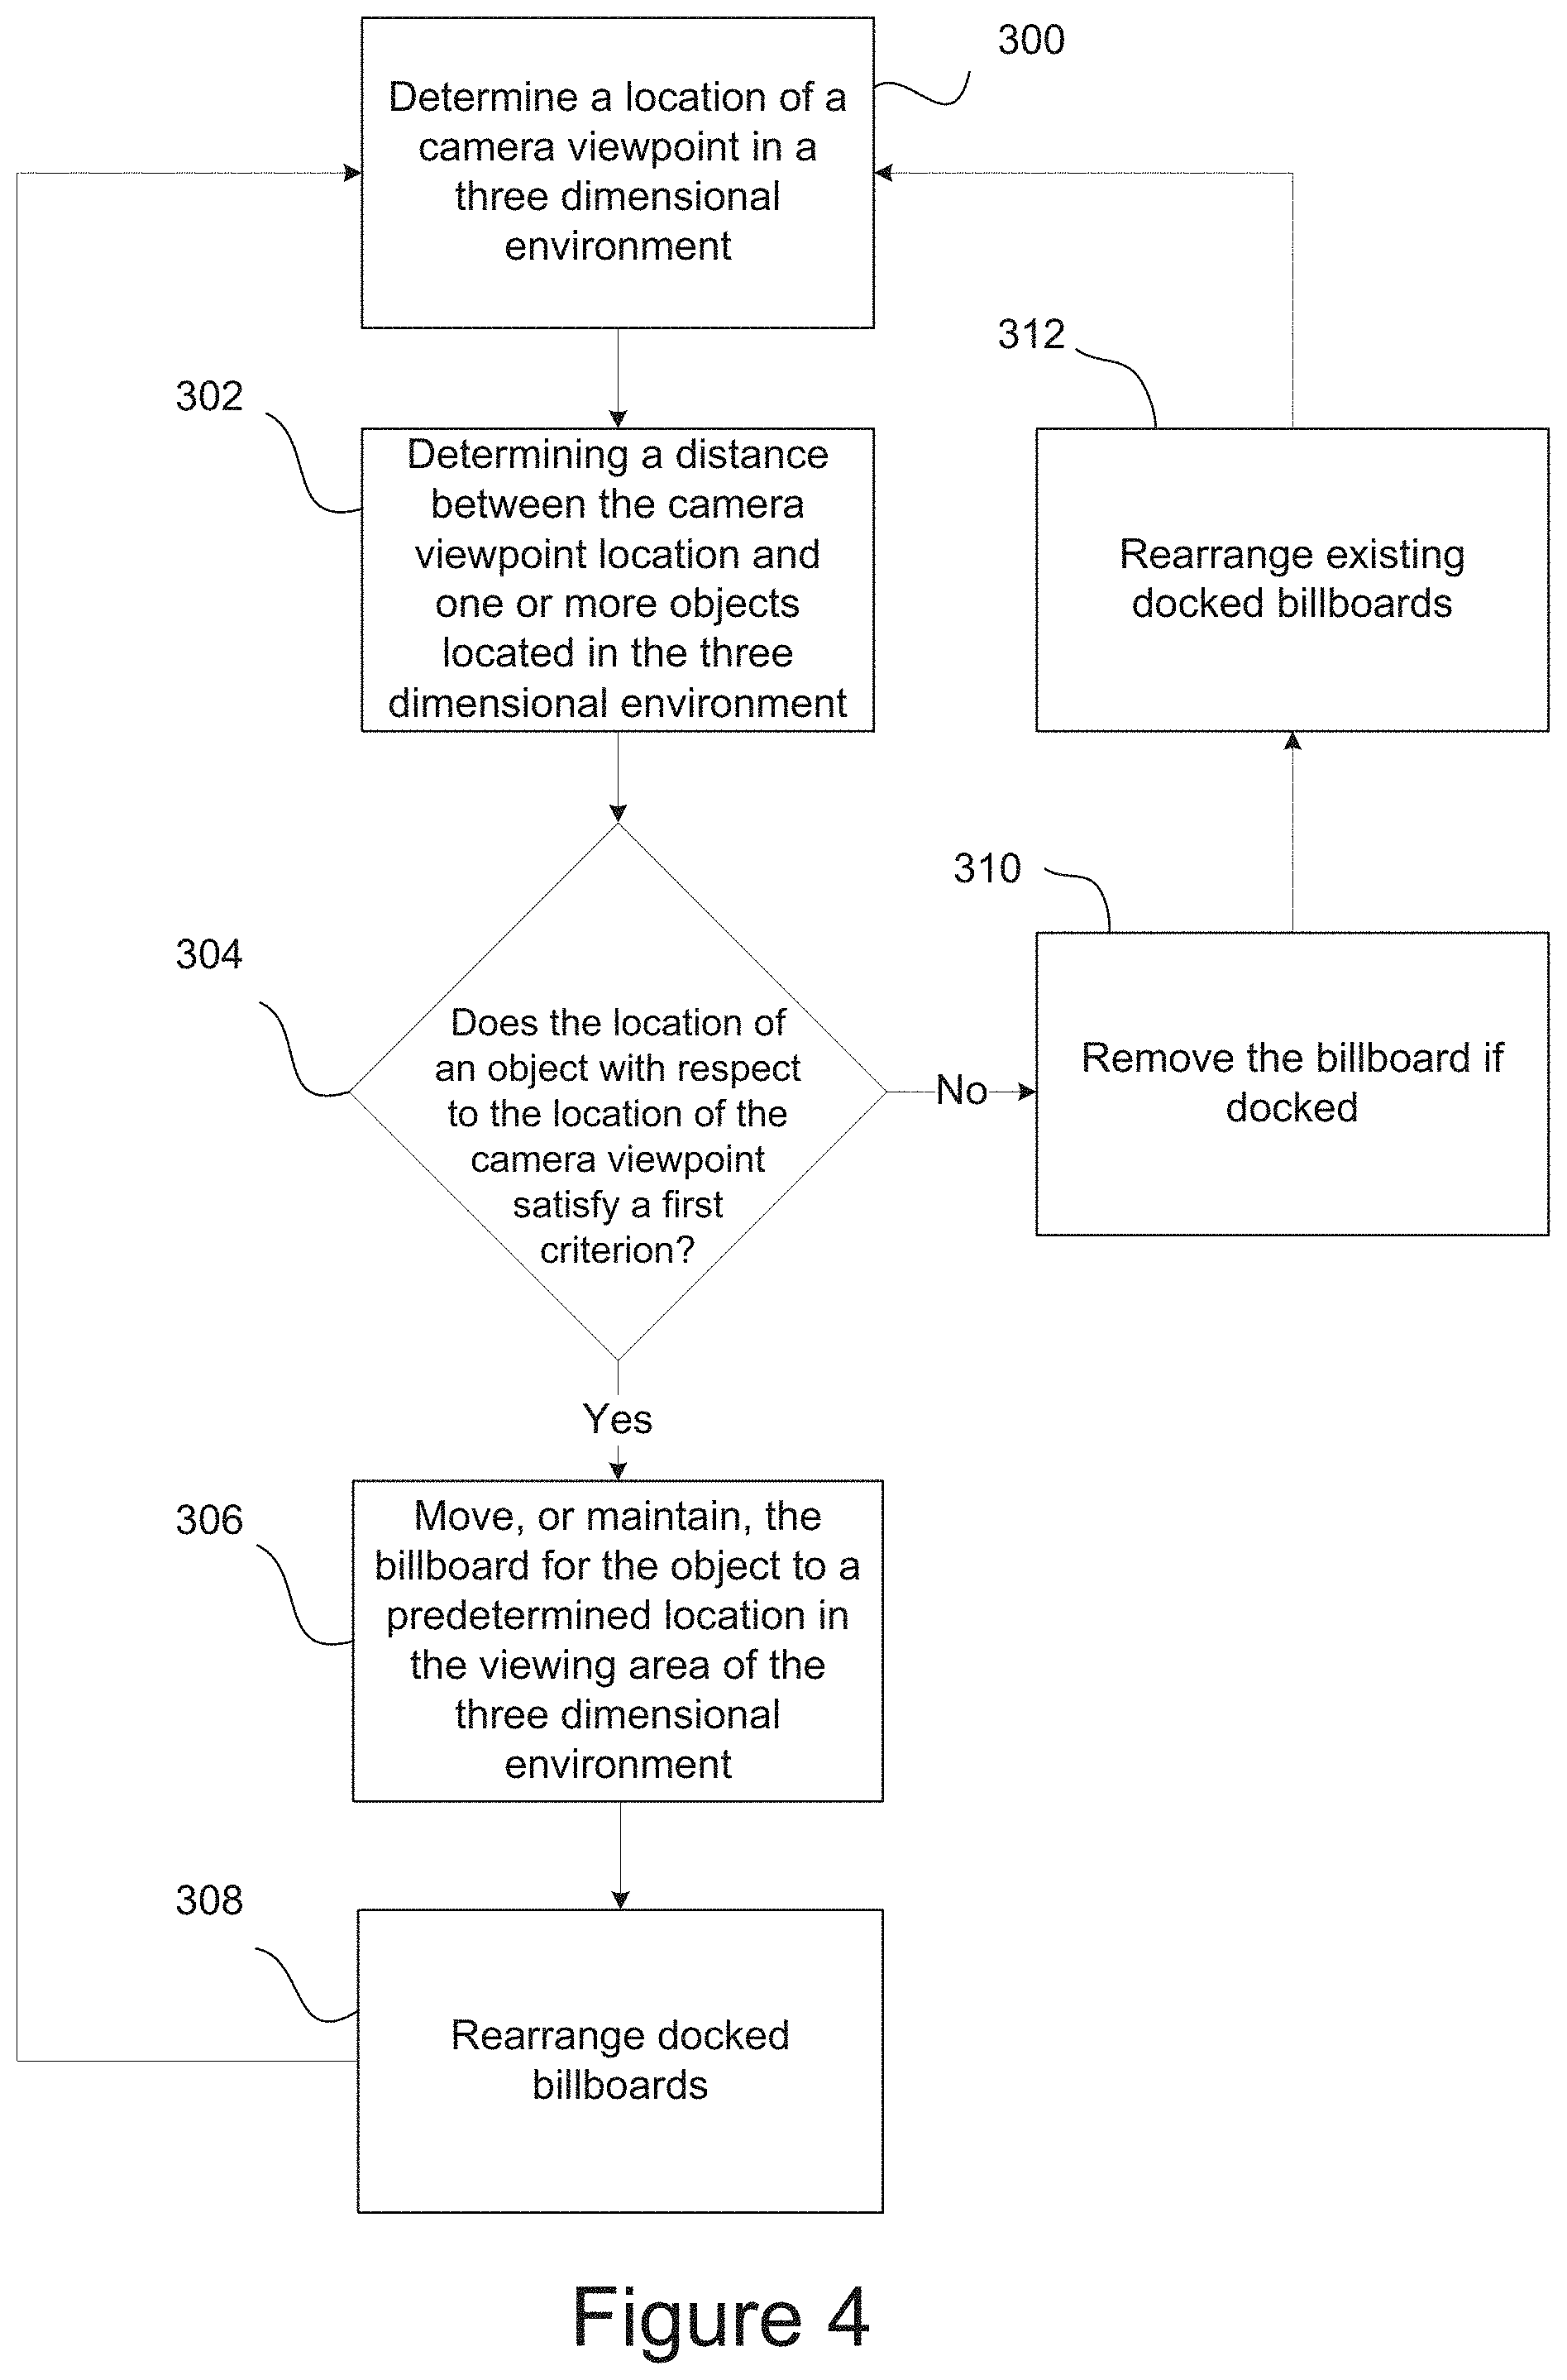 300
Determine a location of a
camera viewpoint in a
three dimensional
environment
312
302
Determining a distance
between the camera
viewpoint location and
one or more objects
located in the three
dimensional environment
Rearrange existing
docked billboards
310
304
Does the location of
an object with respect
to the location of the
camera viewpoint
satisfy a first
criterion?
No
Remove the billboard if
docked
Yes
306
Move, or maintain, the
billboard for the object to a
predetermined location in
the viewing area of the
three dimensional
environment
308
Rearrange docked
billboards
Figure 4